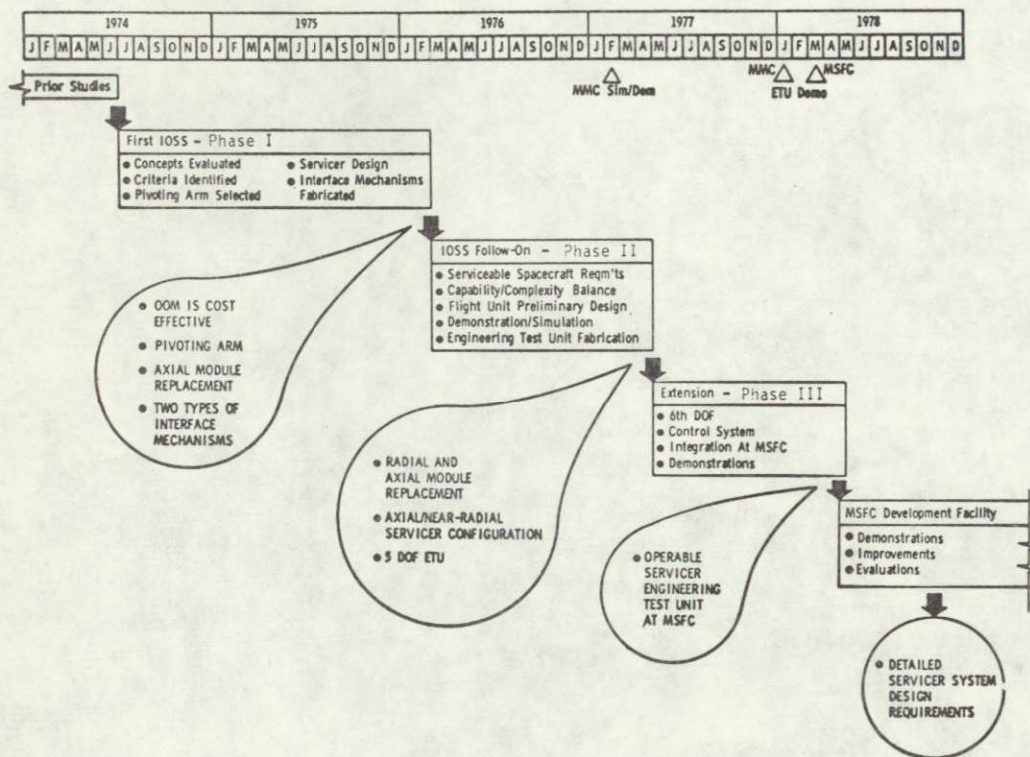 1974 1975 1976 1977 1978
J F M A M J J A S O N D J F M A M J J A S O N D J F M A M J J A S O N D J F M A M J J A S O N D J F M A M J J A S O N D
Prior Studies
MMC Sim/Dem
MMC
MSFC
ETU Demo
First IOSS - Phase I
• Concepts Evaluated
• Criteria Identified
• Pivoting Arm Selected
• Servicer Design
• Interface Mechanisms
Fabricated
• OOM IS COST
EFFECTIVE
• PIVOTING ARM
• AXIAL MODULE
REPLACEMENT
• TWO TYPES OF
INTERFACE
MECHANISMS
IOSS Follow-On - Phase II
• Serviceable Spacecraft Reqm'ts
• Capability/Complexity Balance
• Flight Unit Preliminary Design
• Demonstration/Simulation
• Engineering Test Unit Fabrication
• RADIAL AND
AXIAL MODULE
REPLACEMENT
• AXIAL/NEAR-RADIAL
SERVICER CONFIGURATION
• 5 DOF ETU
Extension - Phase III
• 6th DOF
• Control System
• Integration At MSFC
• Demonstrations
• OPERABLE
SERVICER
ENGINEERING
TEST UNIT
AT MSFC
MSFC Development Facility
• Demonstrations
• Improvements
• Evaluations
• DETAILED
SERVICER SYSTEM
DESIGN
REQUIREMENTS